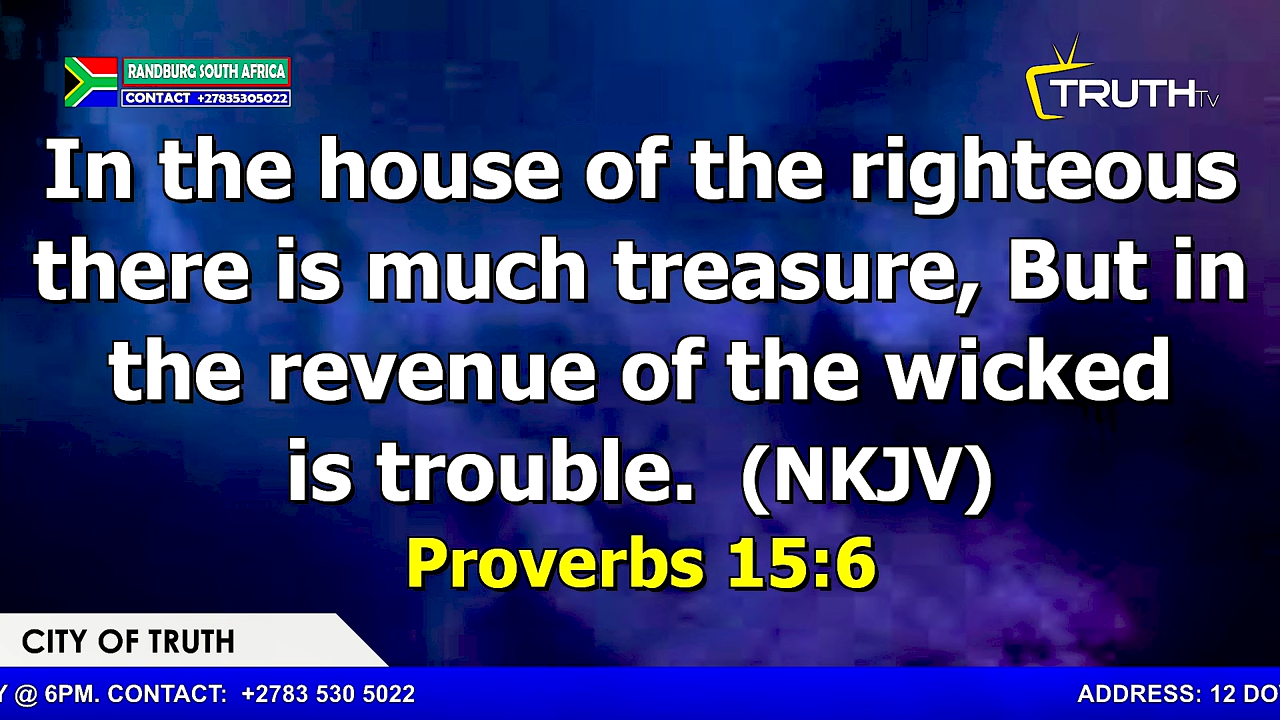 RANDBURG SOUTH AFRICA
CONTACT +27835305022
TRUTH TV
In the house of the righteous
there is much treasure, But in
the revenue of the wicked
is trouble. (NKJV)
Proverbs 15:6
CITY OF TRUTH
@ 6PM. CONTACT: +2783 530 5022
ADDRESS: 12